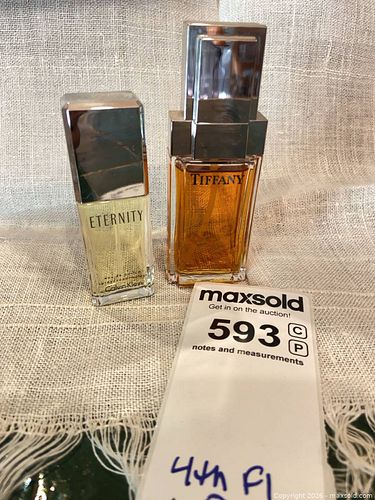 ETERNITY
Calvin Klein
TIFFANY
maxsold
Get in on the auction!
593 C
P
notes and measurements
4th Fl
Copyright 2026 - maxsold.com